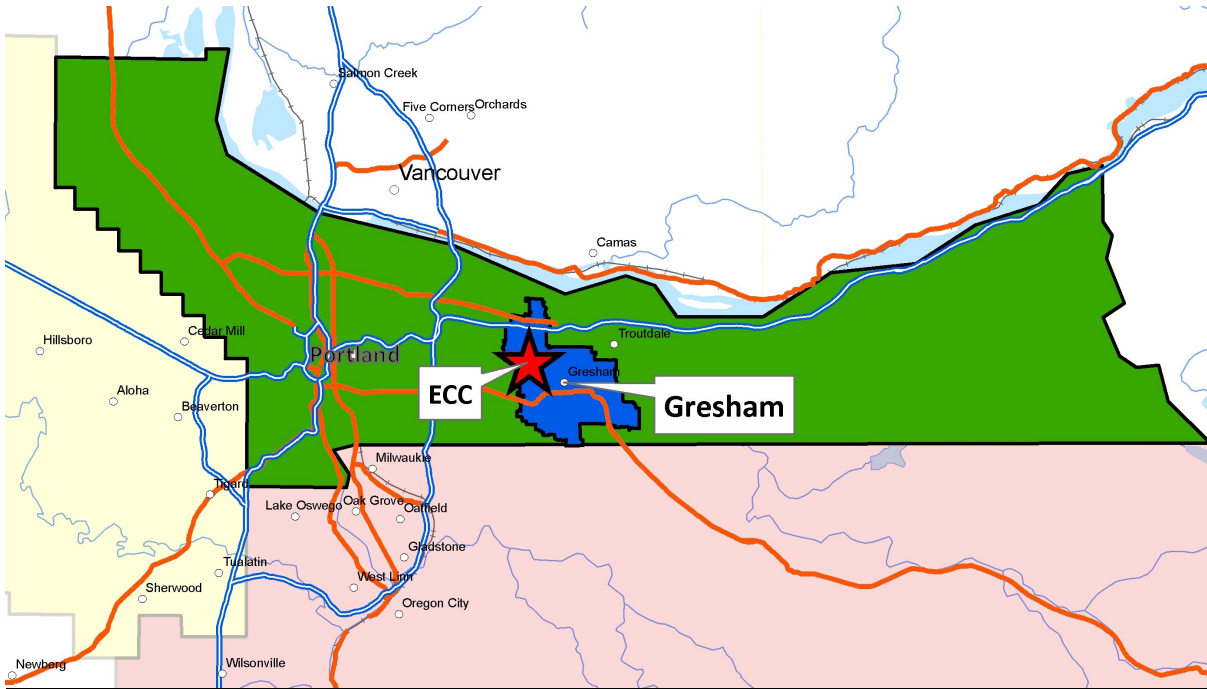 Salmon Creek
Five Corners
Orchards
Vancouver
Camas
Cedar Mill
Hillsboro
Portland
Troutdale
Gresham
ECC
Gresham
Aloha
Beaverton
Milwaukie
Tigard
Lake Oswego
Oak Grove
Oatfield
Gladstone
Tualatin
West Linn
Sherwood
Oregon City
Newberg
Wilsonville